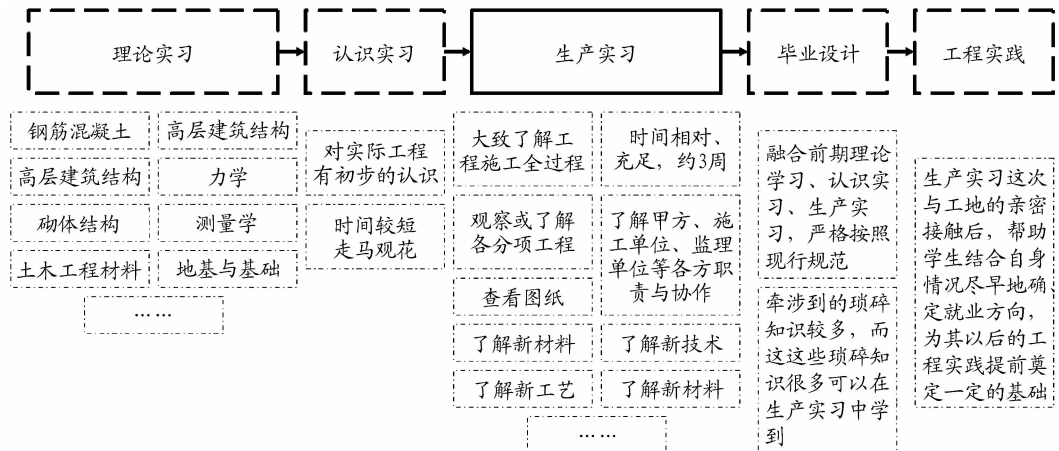 理论实习
认识实习
生产实习
毕业设计
工程实践
钢筋混凝土
高层建筑结构
高层建筑结构
力学
砌体结构
测量学
土木工程材料
地基与基础
……
对实际工程
有初步的认识
时间较短
走马观花
大致了解工
程施工全过程
时间相对、
充足，约3周
观察或了解
各分项工程
了解甲方、施
工单位、监理
单位等各方职
责与协作
查看图纸
了解新材料
了解新技术
了解新工艺
了解新材料
……
融合前期理论
学习、认识实
习、生产实
习，严格按照
现行规范
牵涉到的琐碎
知识较多，而
这这些琐碎知
识很多可以在
生产实习中学
到
生产实习这次
与工地的亲密
接触后，帮助
学生结合自身
情况尽早地确
定就业方向，
为其以后的工
程实践提前奠
定一定的基础